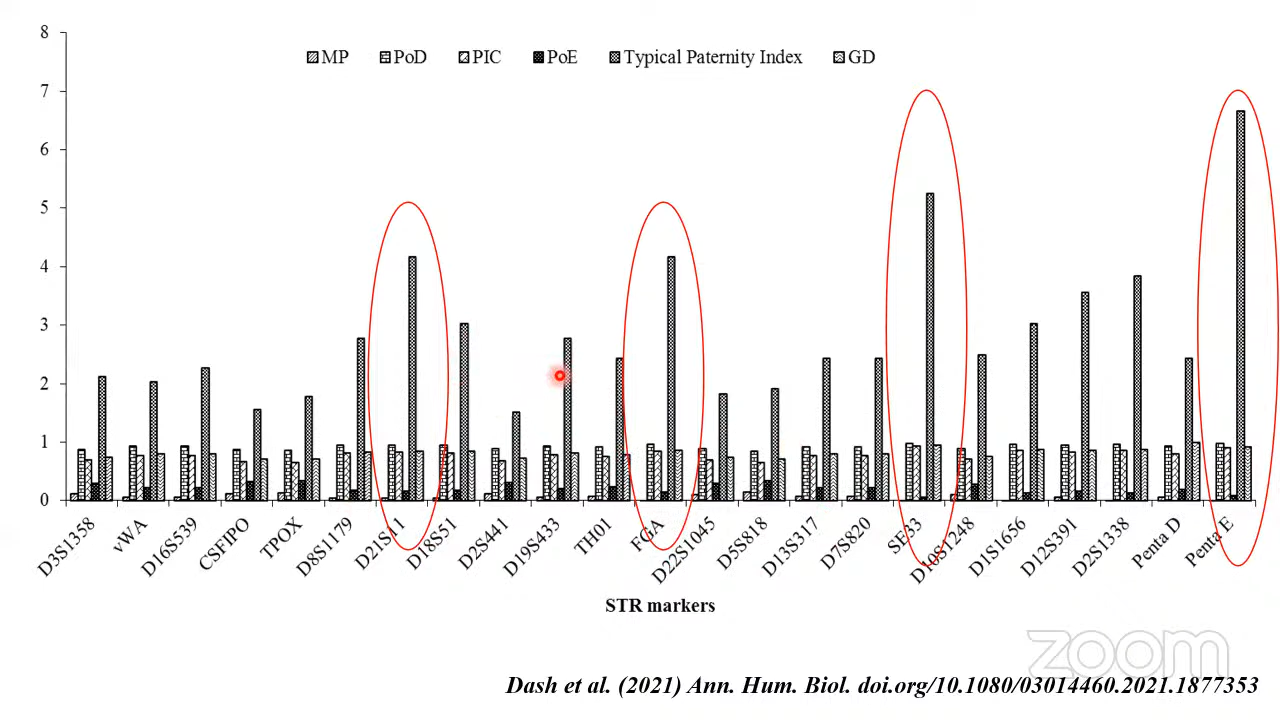 8
7
6
5
4
3
2
1
0
MP PoD PIC PoE Typical Paternity Index GD
D3S1358
vWA
D16S539
CSFIPO
TPOX
D8S1179
D21S11
D18S51
D2S441
D19S433
TH01
FGA
D22S1045
D5S818
D13S317
D7S820
SE33
D10S1248
D1S1656
D12S391
D2S1338
Penta D
Penta E
STR markers
zoom
Dash et al. (2021) Ann. Hum. Biol. doi.org/10.1080/03014460.2021.1877353